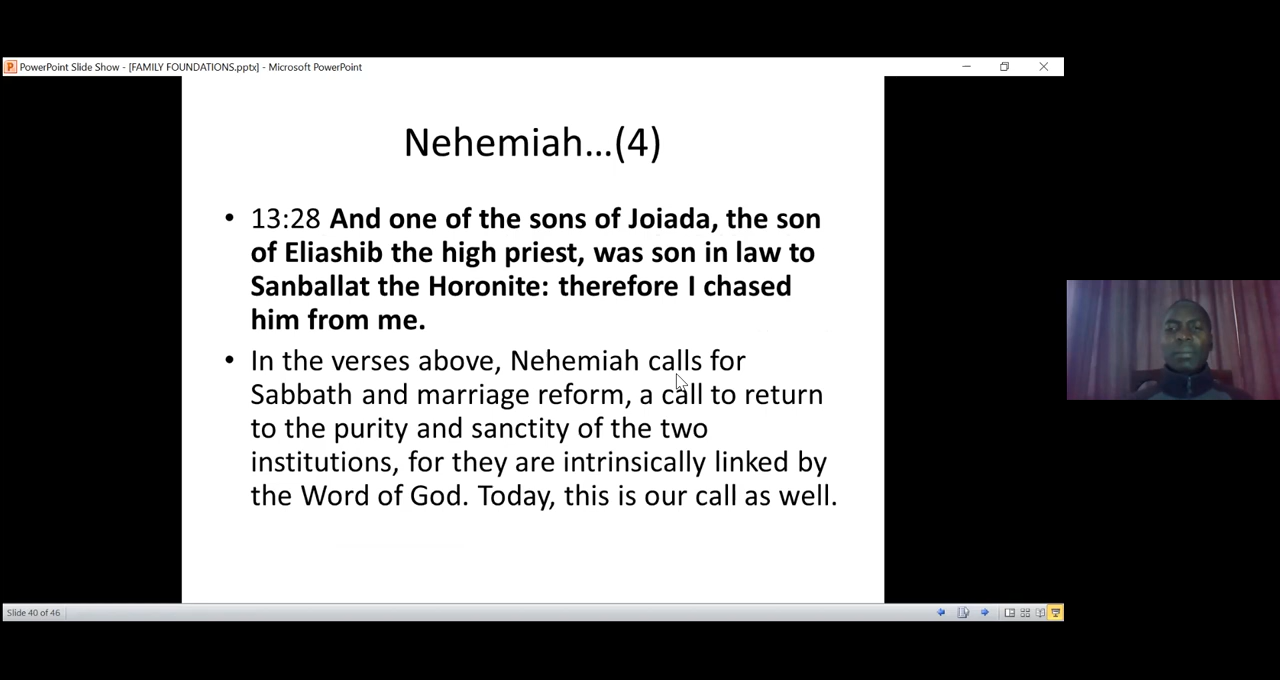 PowerPoint Slide Show - [FAMILY FOUNDATIONS.pptx] - Microsoft PowerPoint
Nehemiah...(4)
• 13:28 And one of the sons of Joiada, the son
of Eliashib the high priest, was son in law to
Sanballat the Horonite: therefore I chased
him from me.
• In the verses above, Nehemiah calls for
Sabbath and marriage reform, a call to return
to the purity and sanctity of the two
institutions, for they are intrinsically linked by
the Word of God. Today, this is our call as well.
Slide 40 of 46